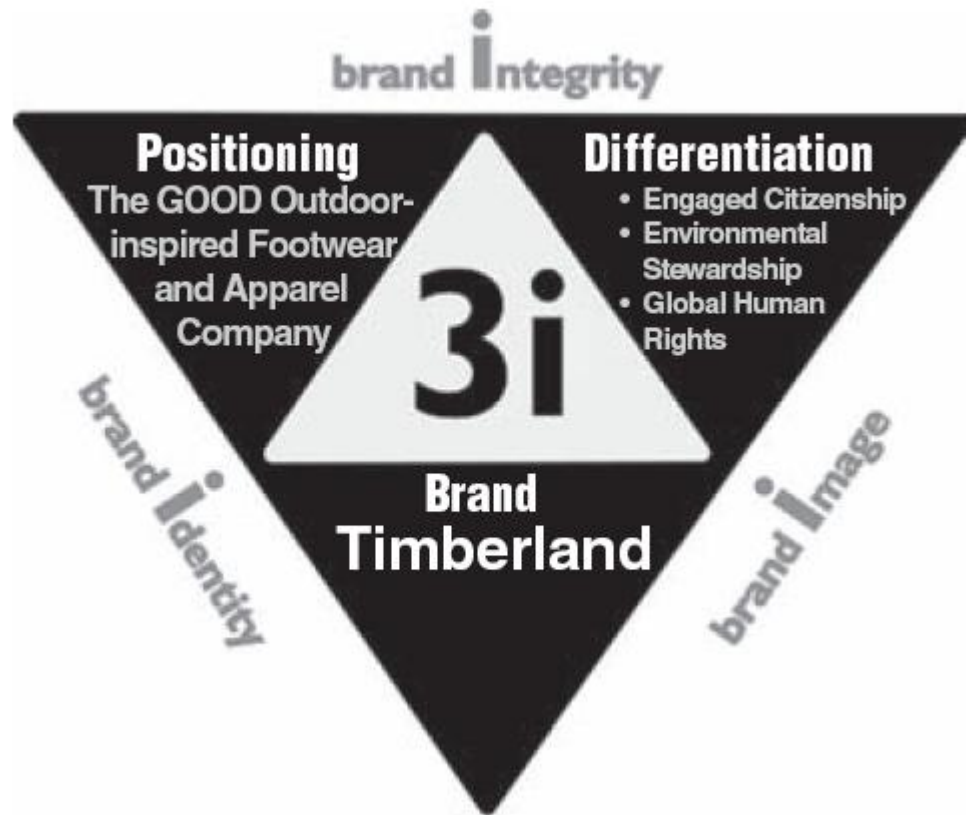 brand integrity
Positioning
The GOOD Outdoor-
inspired Footwear
and Apparel
Company
Differentiation
• Engaged Citizenship
• Environmental
Stewardship
• Global Human
Rights
3i
brand identity
brand image
Brand
Timberland